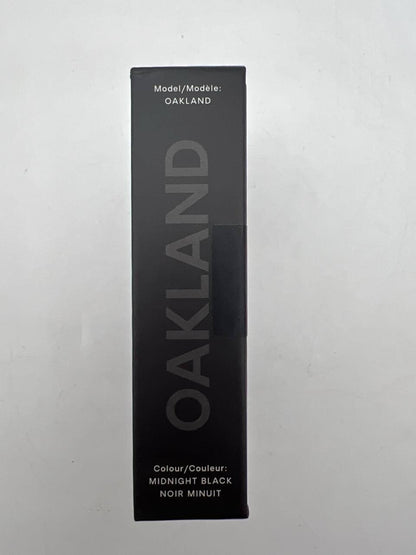 Model/Modèle:
OAKLAND
OAKLAND
Colour/Couleur:
MIDNIGHT BLACK
NOIR MINUIT